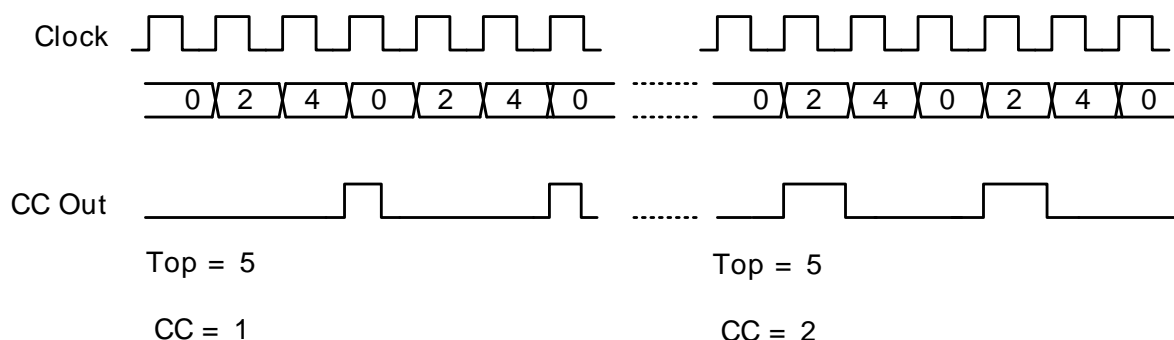 Clock
0 2 4 0 2 4 0 0 2 4 0 2 4 0
CC Out
Top = 5 Top = 5
CC = 1 CC = 2